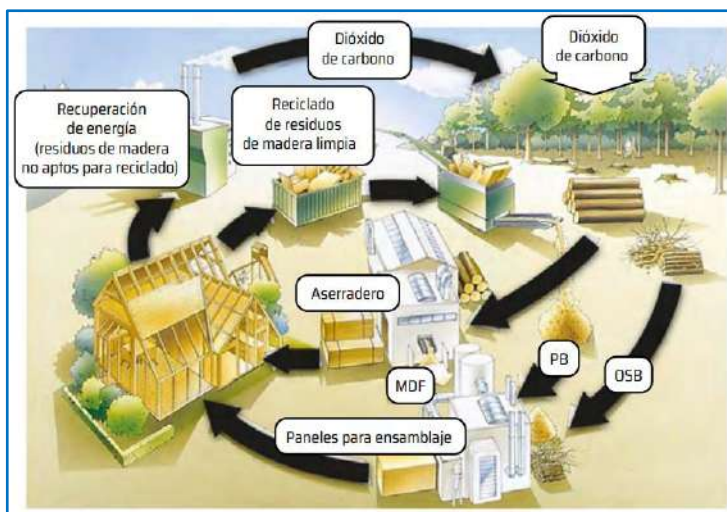 Dióxido
de carbono
Dióxido
de carbono
Recuperación
de energía
(residuos de madera
no aptos para reciclado)
Reciclado
de residuos
de madera limpia
Aserradero
MDF
PB
OSB
Paneles para ensamblaje